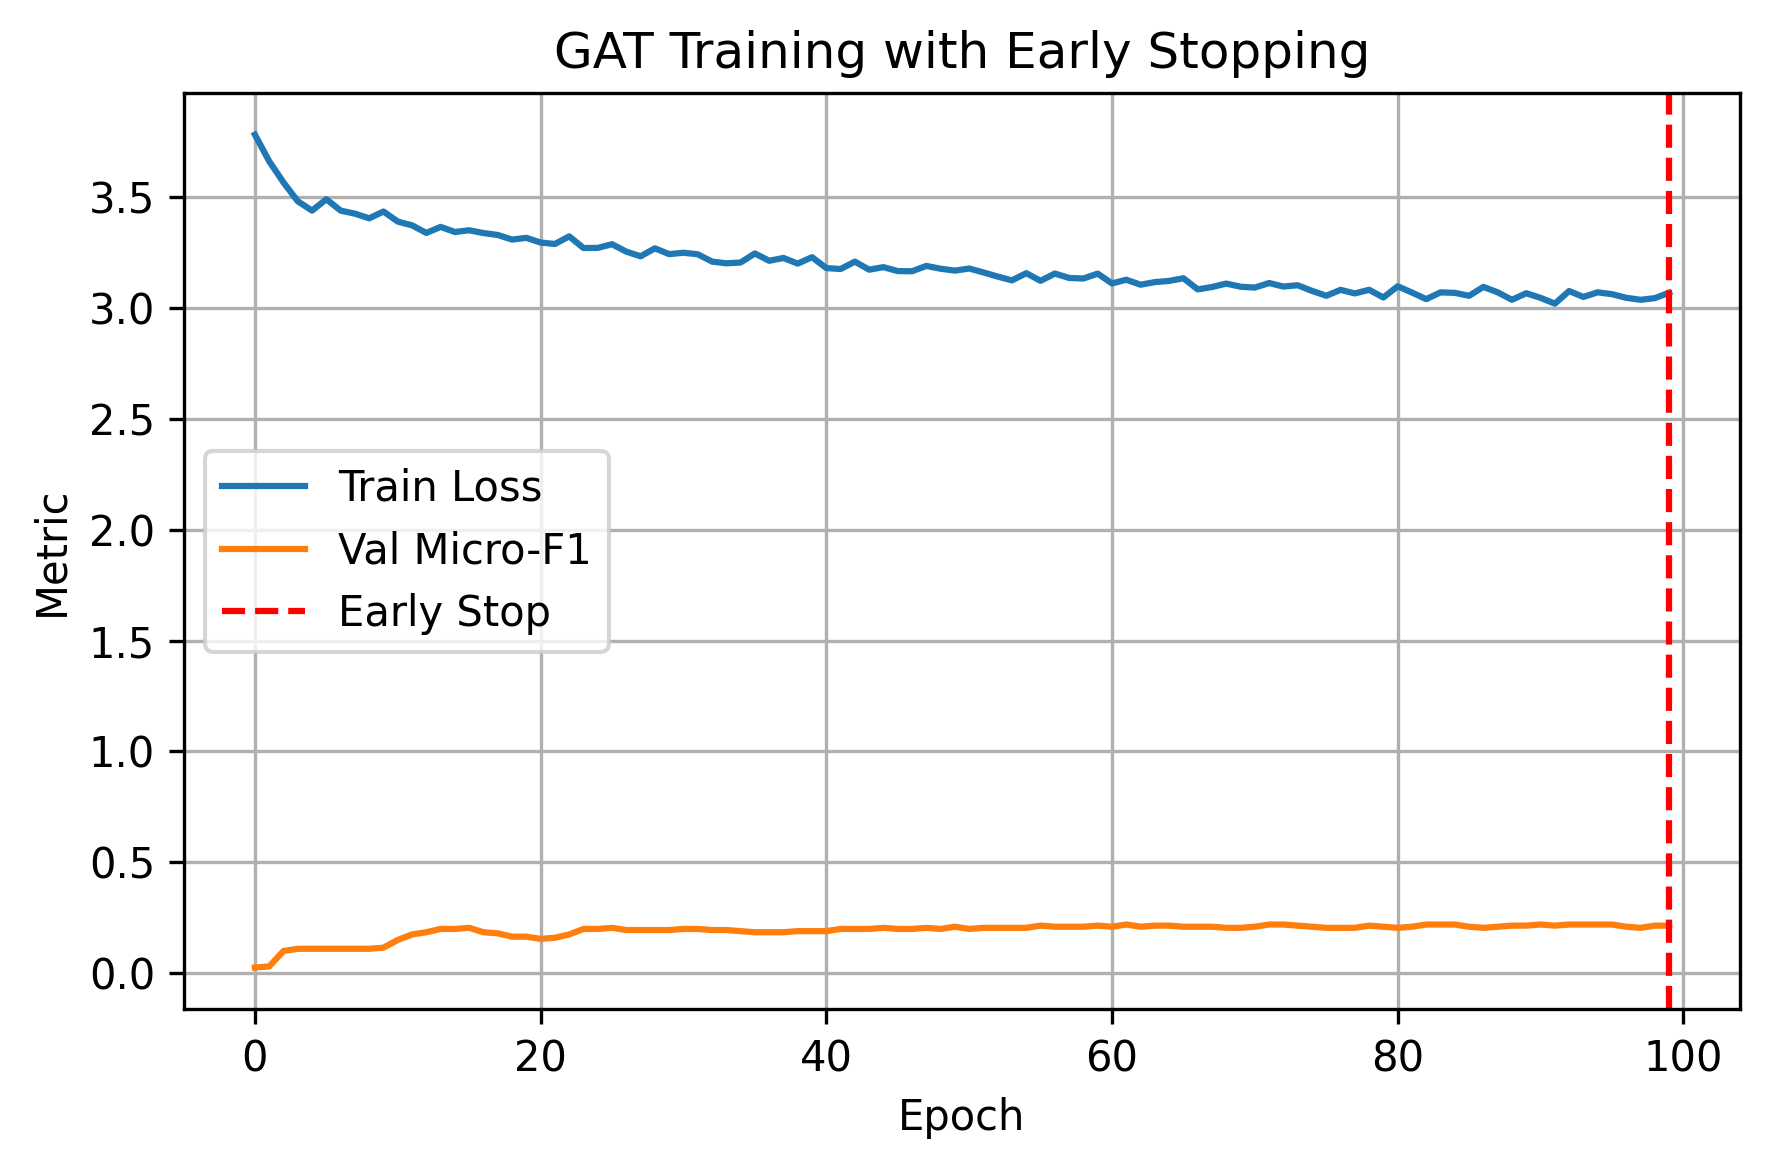 GAT Training with Early Stopping
Metric
3.5
3.0
2.5
2.0
1.5
1.0
0.5
0.0
Train Loss
Val Micro-F1
Early Stop
0 20 40 60 80 100
Epoch